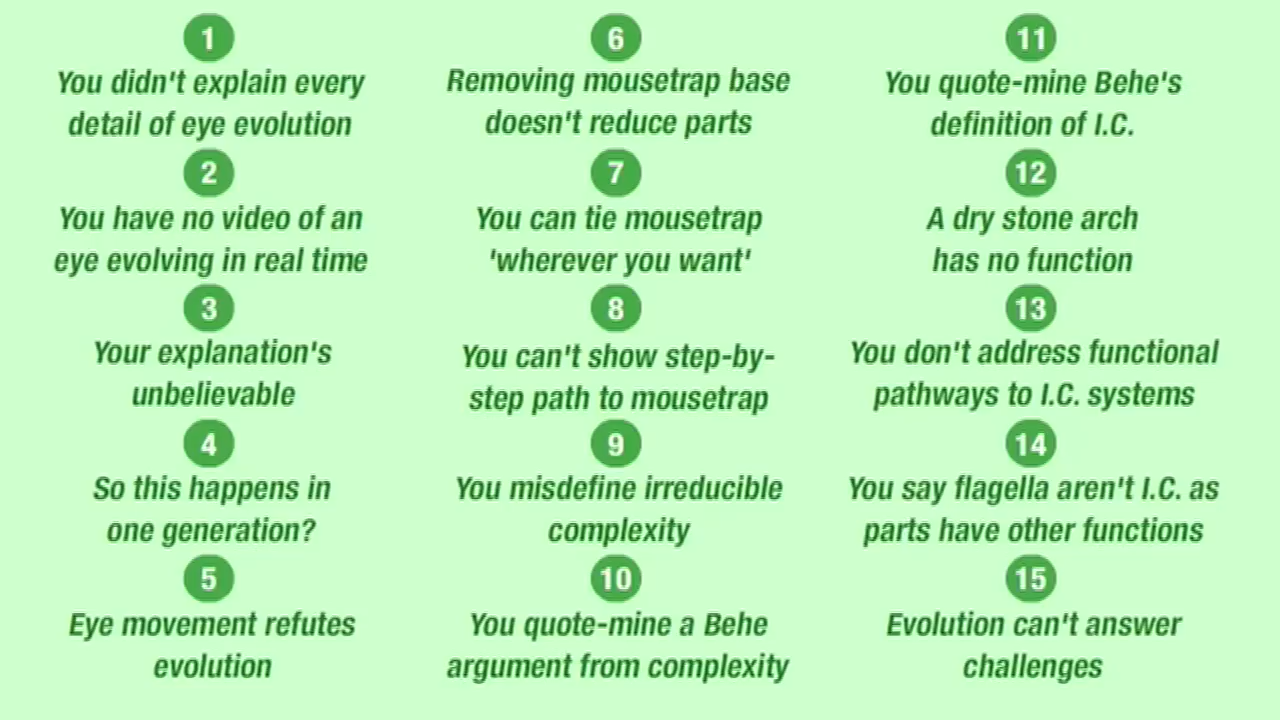 1
You didn't explain every
detail of eye evolution
2
You have no video of an
eye evolving in real time
3
Your explanation's
unbelievable
4
So this happens in
one generation?
5
Eye movement refutes
evolution
6
Removing mousetrap base
doesn't reduce parts
7
You can tie mousetrap
'wherever you want'
8
You can't show step-by-
step path to mousetrap
9
You misdefine irreducible
complexity
10
You quote-mine a Behe
argument from complexity
11
You quote-mine Behe's
definition of I.C.
12
A dry stone arch
has no function
13
You don't address functional
pathways to I.C. systems
14
You say flagella aren't I.C. as
parts have other functions
15
Evolution can't answer
challenges